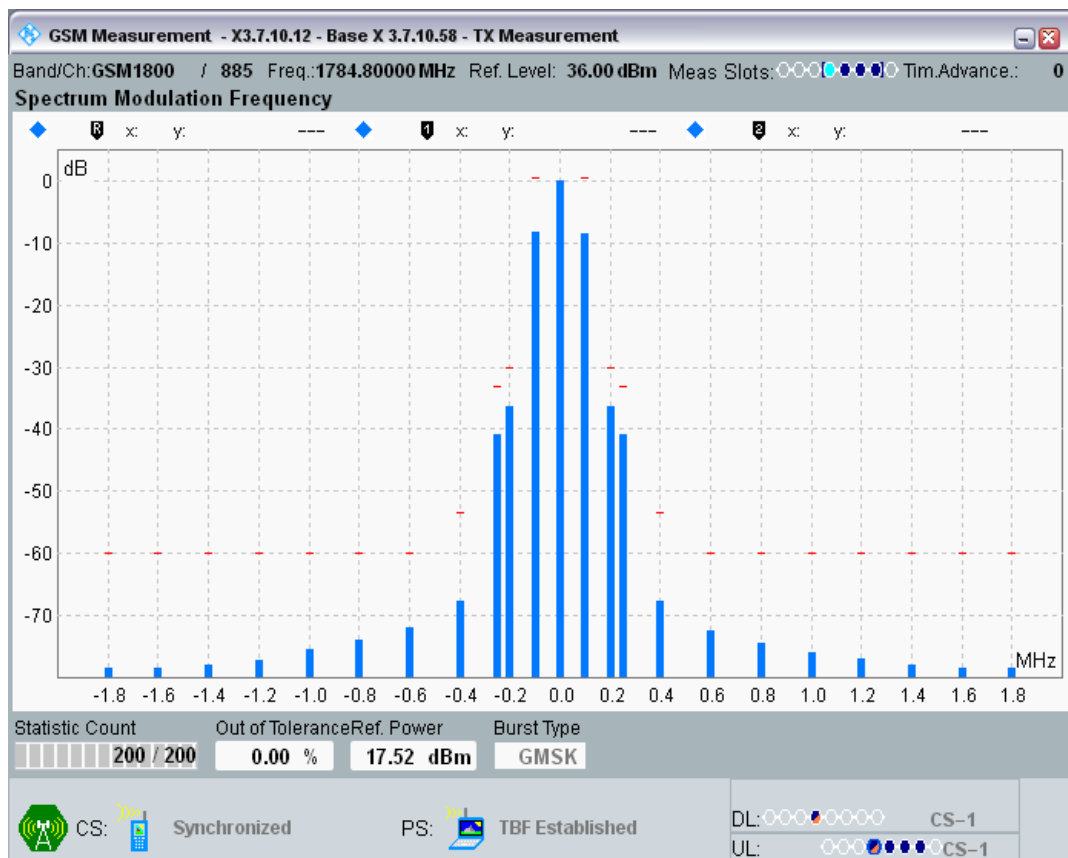 GSM Measurement - X3.7.10.12 - Base X 3.7.10.58 - TX Measurement
Band/Ch:GSM1800 / 885 Freq.:1784.80000 MHz Ref. Level: 36.00 dBm Meas Slots: Tim.Advance.: 0
Spectrum Modulation Frequency
R x: y: --- 1 x: y: --- 2 x: y: ---
dB
0
-10
-20
-30
-40
-50
-60
-70
MHz
-1.8 -1.6 -1.4 -1.2 -1.0 -0.8 -0.6 -0.4 -0.2 0.0 0.2 0.4 0.6 0.8 1.0 1.2 1.4 1.6 1.8
Statistic Count Out of Tolerance Ref. Power Burst Type
200 / 200 0.00 % 17.52 dBm GMSK
CS: Synchronized PS: TBF Established
DL: CS-1
UL: CS-1